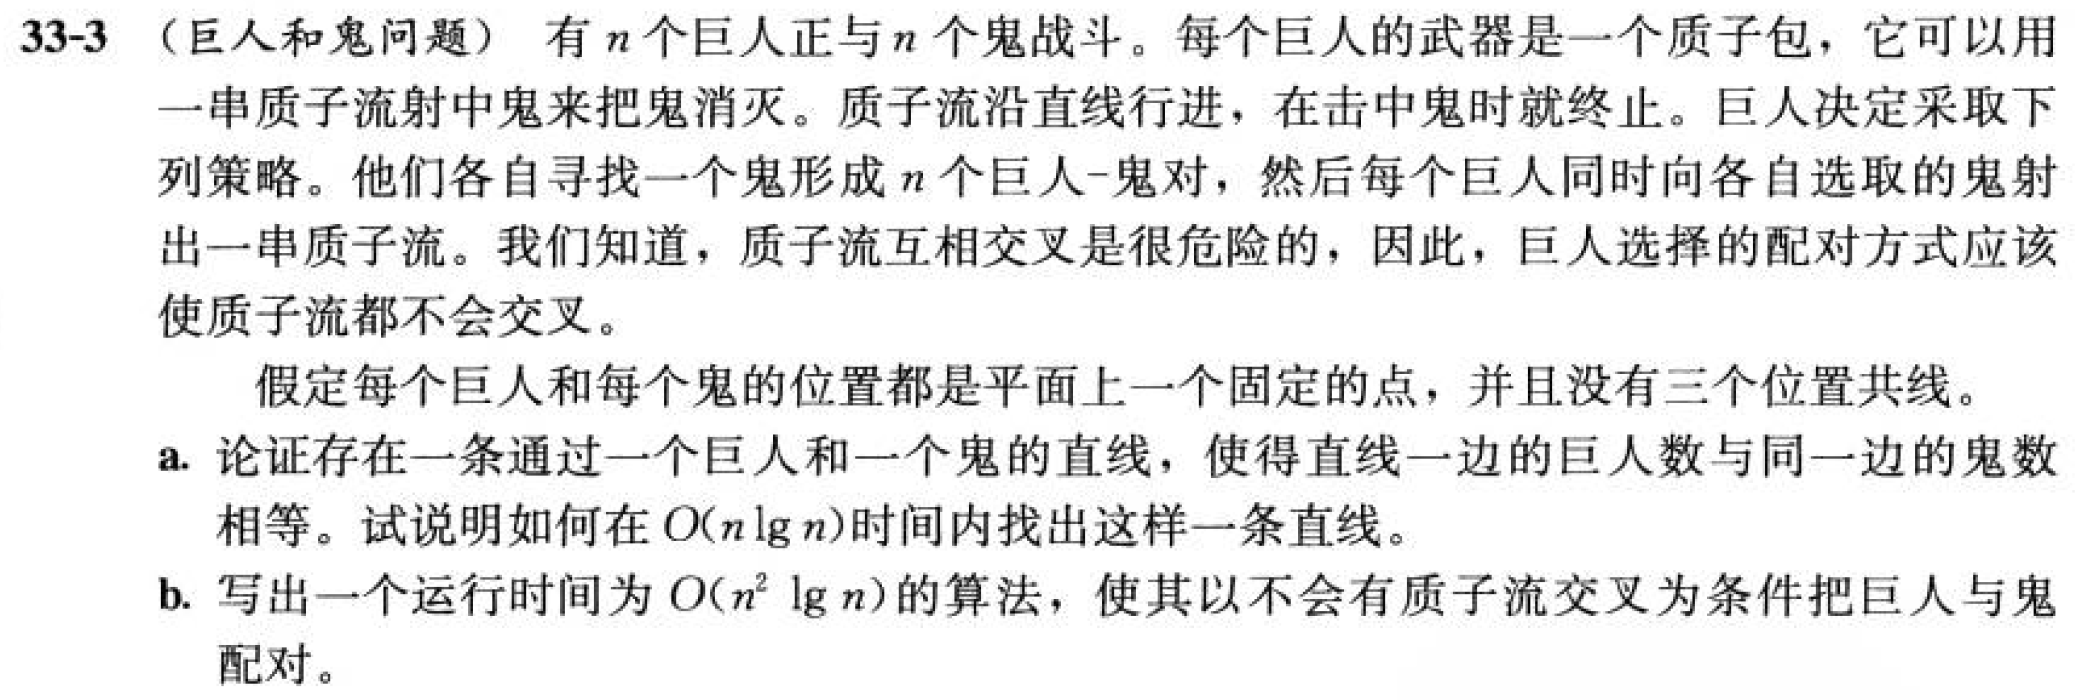 33-3 （巨人和鬼问题） 有 n 个巨人正与 n 个鬼战斗。每个巨人的武器是一个质子包，它可以用
一串质子流射中鬼来把鬼消灭。质子流沿直线行进，在击中鬼时就终止。巨人决定采取下
列策略。他们各自寻找一个鬼形成 n 个巨人-鬼对，然后每个巨人同时向各自选取的鬼射
出一串质子流。我们知道，质子流互相交叉是很危险的，因此，巨人选择的配对方式应该
使质子流都不会交叉。
假定每个巨人和每个鬼的位置都是平面上一个固定的点，并且没有三个位置共线。
a. 论证存在一条通过一个巨人和一个鬼的直线，使得直线一边的巨人数与同一边的鬼数
相等。试说明如何在 O(n lg n)时间内找出这样一条直线。
b. 写出一个运行时间为 O(n² lg n)的算法，使其以不会有质子流交叉为条件把巨人与鬼
配对。